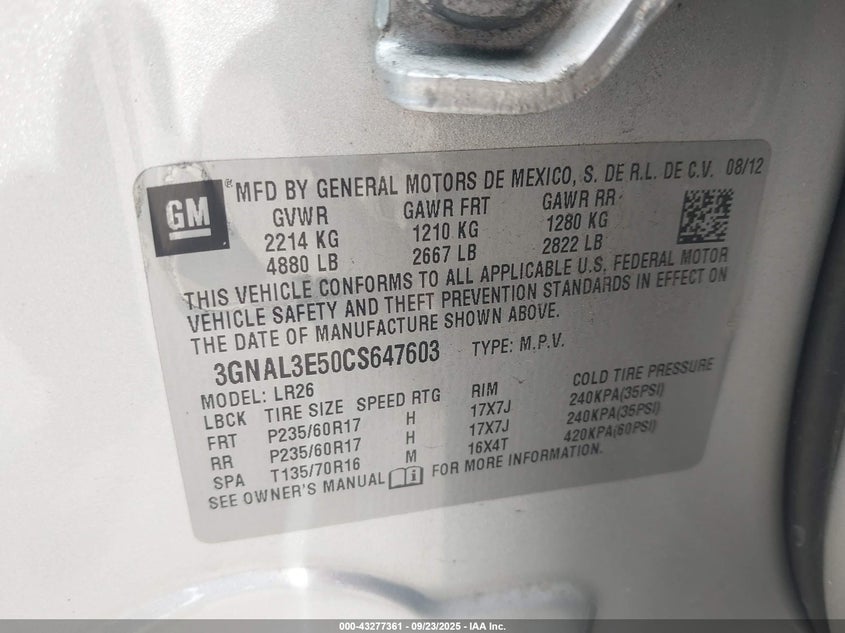 GM ® MFD BY GENERAL MOTORS DE MEXICO, S. DE R.L. DE C.V. 08/12
GVWR GAWR FRT GAWR RR
2214 KG 1210 KG 1280 KG
4880 LB 2667 LB 2822 LB
THIS VEHICLE CONFORMS TO ALL APPLICABLE U.S. FEDERAL MOTOR
VEHICLE SAFETY AND THEFT PREVENTION STANDARDS IN EFFECT ON
THE DATE OF MANUFACTURE SHOWN ABOVE.
3GNAL3E50CS647603 TYPE: M.P.V.
MODEL: LR26
LBCK TIRE SIZE SPEED RTG RIM COLD TIRE PRESSURE
FRT P235/60R17 H 17X7J 240KPA(35PSI)
RR P235/60R17 H 17X7J 240KPA(35PSI)
SPA T135/70R16 M 16X4T 420KPA(60PSI)
SEE OWNER'S MANUAL i FOR MORE INFORMATION.
000-43277361 - 09/23/2025 - IAA Inc.